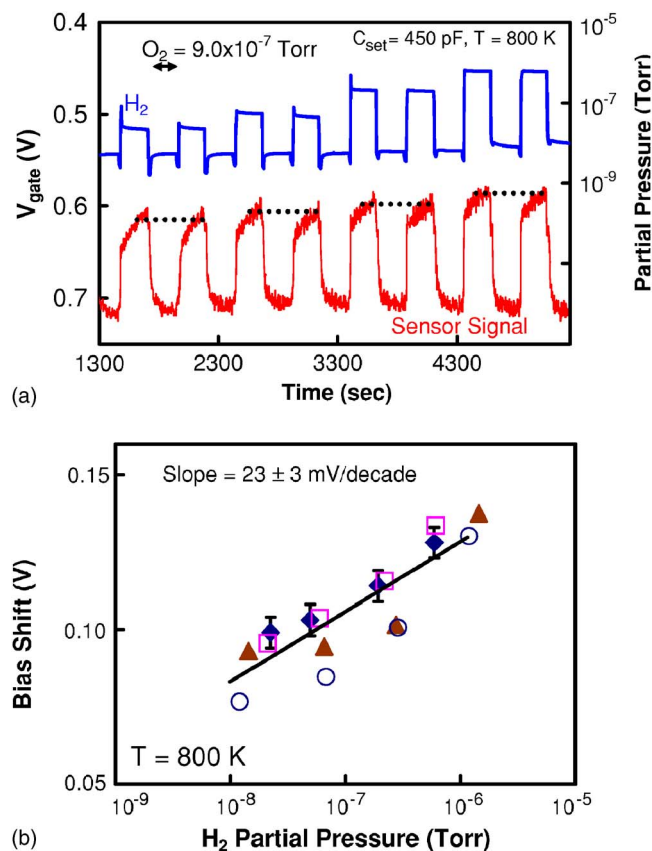 0.4
10⁻⁵
O₂ = 9.0x10⁻⁷ Torr
C_set = 450 pF, T = 800 K
H₂
0.5
10⁻⁷
V_gate (V)
Partial Pressure (Torr)
0.6
10⁻⁹
0.7
Sensor Signal
1300 2300 3300 4300
Time (sec)
(a)
0.15
Slope = 23 ± 3 mV/decade
Bias Shift (V)
0.10
T = 800 K
0.05
10⁻⁹ 10⁻⁸ 10⁻⁷ 10⁻⁶ 10⁻⁵
(b)
H₂ Partial Pressure (Torr)